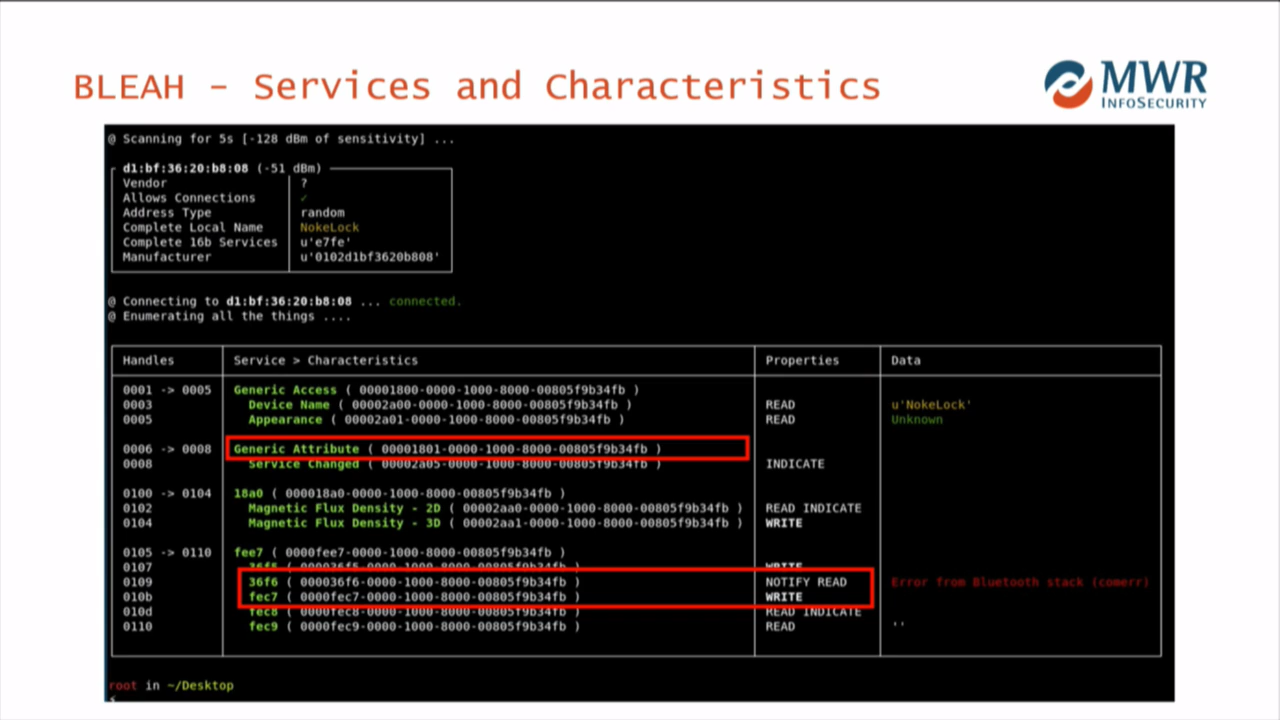 BLEAH - Services and Characteristics
MWR
INFOSECURITY
@ Scanning for 5s [-128 dBm of sensitivity] ...
d1:bf:36:20:b8:08 (-51 dBm)
Vendor ?
Allows Connections ✓
Address Type random
Complete Local Name NokeLock
Complete 16b Services u'e7fe'
Manufacturer u'0102d1bf3620b808'
@ Connecting to d1:bf:36:20:b8:08 ... connected.
@ Enumerating all the things ....
Handles Service > Characteristics Properties Data
0001 -> 0005 Generic Access ( 00001800-0000-1000-8000-00805f9b34fb )
0003 Device Name ( 00002a00-0000-1000-8000-00805f9b34fb ) READ u'NokeLock'
0005 Appearance ( 00002a01-0000-1000-8000-00805f9b34fb ) READ Unknown
0006 -> 0008 Generic Attribute ( 00001801-0000-1000-8000-00805f9b34fb )
0008 Service Changed ( 00002a05-0000-1000-8000-00805f9b34fb ) INDICATE
0100 -> 0104 18a0 ( 000018a0-0000-1000-8000-00805f9b34fb )
0102 Magnetic Flux Density - 2D ( 00002aa0-0000-1000-8000-00805f9b34fb ) READ INDICATE
0104 Magnetic Flux Density - 3D ( 00002aa1-0000-1000-8000-00805f9b34fb ) WRITE
0105 -> 0110 fee7 ( 0000fee7-0000-1000-8000-00805f9b34fb )
0107 36f5 ( 000036f5-0000-1000-8000-00805f9b34fb ) WRITE
0109 36f6 ( 000036f6-0000-1000-8000-00805f9b34fb ) NOTIFY READ Error from Bluetooth stack (comerr)
010b fec7 ( 0000fec7-0000-1000-8000-00805f9b34fb ) WRITE
010d fec8 ( 0000fec8-0000-1000-8000-00805f9b34fb ) READ INDICATE
0110 fec9 ( 0000fec9-0000-1000-8000-00805f9b34fb ) READ ''
root in ~/Desktop